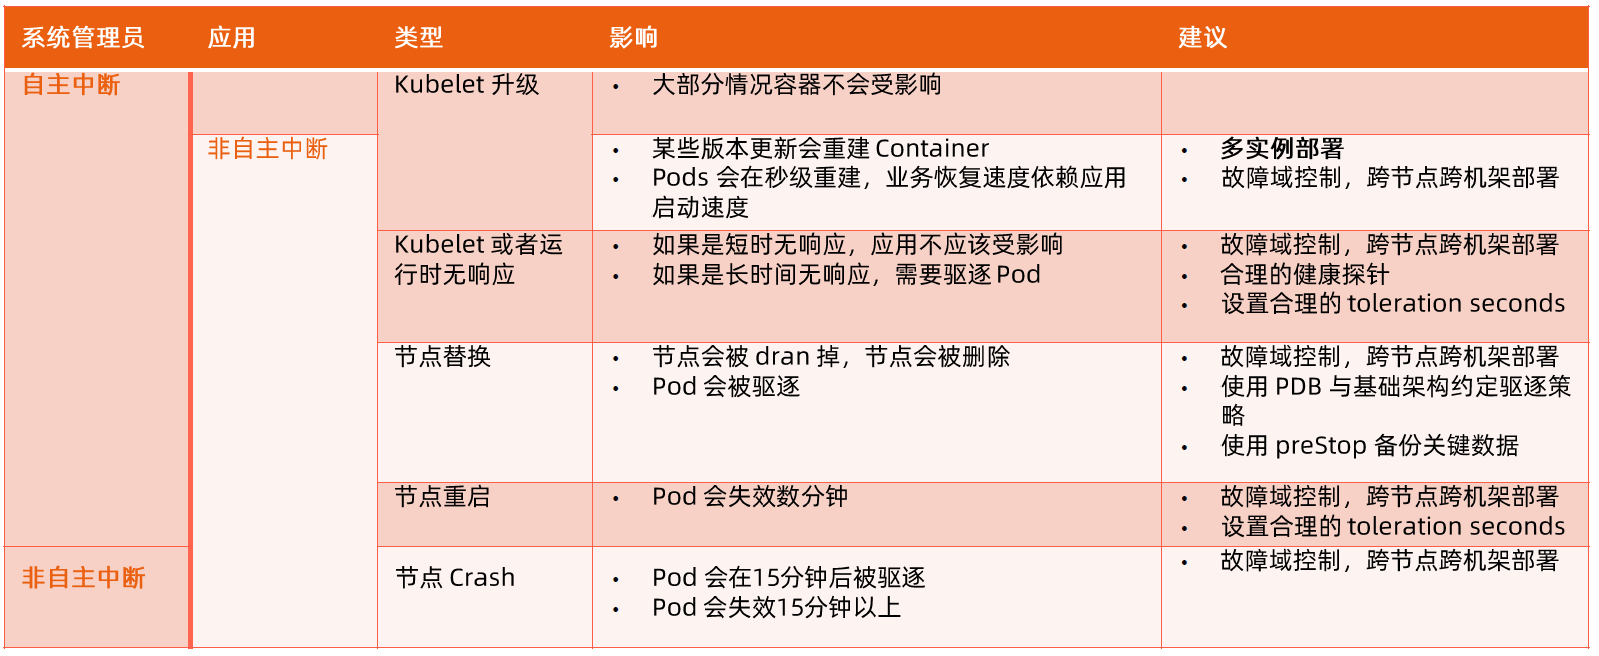 系统管理员
应用
类型
影响
建议
自主中断
Kubelet 升级
• 大部分情况容器不会受影响
非自主中断
• 某些版本更新会重建 Container
• Pods 会在秒级重建，业务恢复速度依赖应用
启动速度
• 多实例部署
• 故障域控制，跨节点跨机架部署
Kubelet 或者运
行时无响应
• 如果是短时无响应，应用不应该受影响
• 如果是长时间无响应，需要驱逐 Pod
• 故障域控制，跨节点跨机架部署
• 合理的健康探针
• 设置合理的 toleration seconds
节点替换
• 节点会被 dran 掉，节点会被删除
• Pod 会被驱逐
• 故障域控制，跨节点跨机架部署
• 使用 PDB 与基础架构约定驱逐策
略
• 使用 preStop 备份关键数据
节点重启
• Pod 会失效数分钟
• 故障域控制，跨节点跨机架部署
• 设置合理的 toleration seconds
非自主中断
节点 Crash
• Pod 会在15分钟后被驱逐
• Pod 会失效15分钟以上
• 故障域控制，跨节点跨机架部署